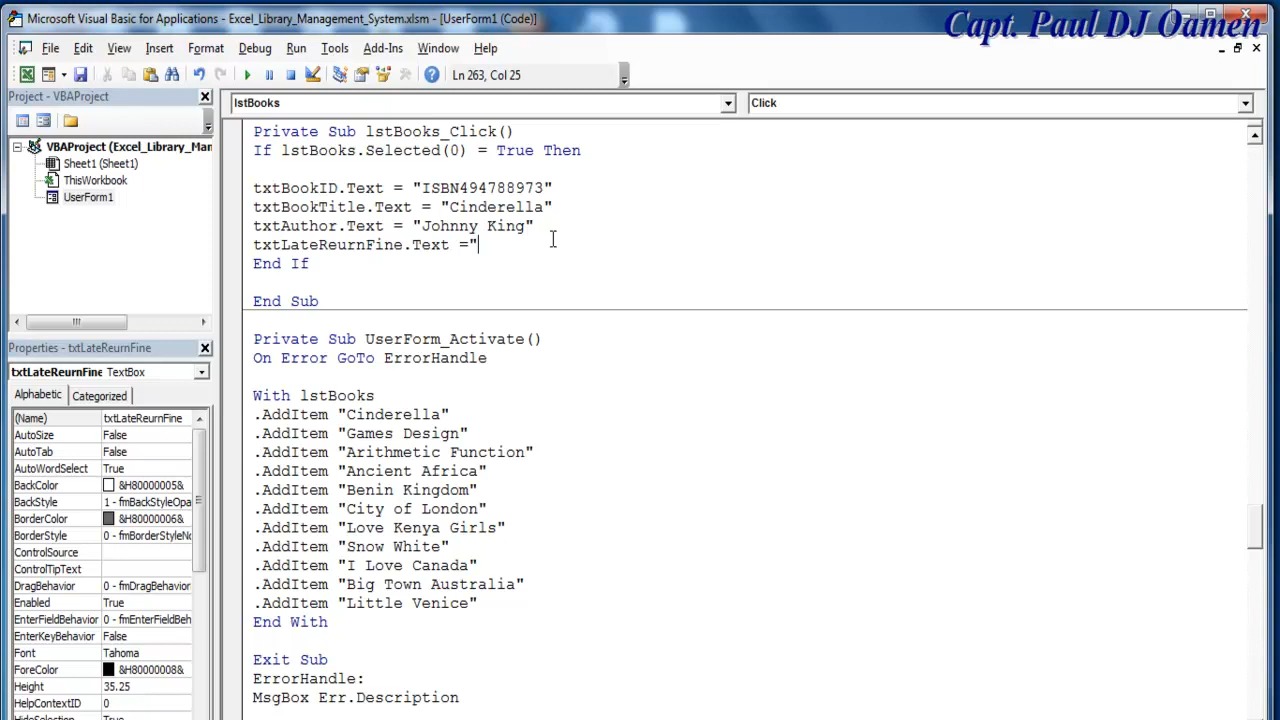 Microsoft Visual Basic for Applications - Excel_Library_Management_System.xlsm - [UserForm1 (Code)]
Capt. Paul DJ Oamen
File Edit View Insert Format Debug Run Tools Add-Ins Window Help
Ln 263, Col 25
Project - VBAProject
lstBooks Click
VBAProject (Excel_Library_Man
Sheet1 (Sheet1)
ThisWorkbook
UserForm1
Private Sub lstBooks_Click()
If lstBooks.Selected(0) = True Then
txtBookID.Text = "ISBN494788973"
txtBookTitle.Text = "Cinderella"
txtAuthor.Text = "Johnny King"
txtLateReurnFine.Text ="
End If
End Sub
Private Sub UserForm_Activate()
On Error GoTo ErrorHandle
With lstBooks
.AddItem "Cinderella"
.AddItem "Games Design"
.AddItem "Arithmetic Function"
.AddItem "Ancient Africa"
.AddItem "Benin Kingdom"
.AddItem "City of London"
.AddItem "Love Kenya Girls"
.AddItem "Snow White"
.AddItem "I Love Canada"
.AddItem "Big Town Australia"
.AddItem "Little Venice"
End With
Exit Sub
ErrorHandle:
MsgBox Err.Description
Properties - txtLateReurnFine
txtLateReurnFine TextBox
Alphabetic Categorized
(Name) txtLateReurnFine
AutoSize False
AutoTab False
AutoWordSelect True
BackColor &H80000005&
BackStyle 1 - fmBackStyleOpa
BorderColor &H80000006&
BorderStyle 0 - fmBorderStyleNo
ControlSource
ControlTipText
DragBehavior 0 - fmDragBehavior
Enabled True
EnterFieldBehavior 0 - fmEnterFieldBeh
EnterKeyBehavior False
Font Tahoma
ForeColor &H80000008&
Height 35.25
HelpContextID 0
HideSelection True